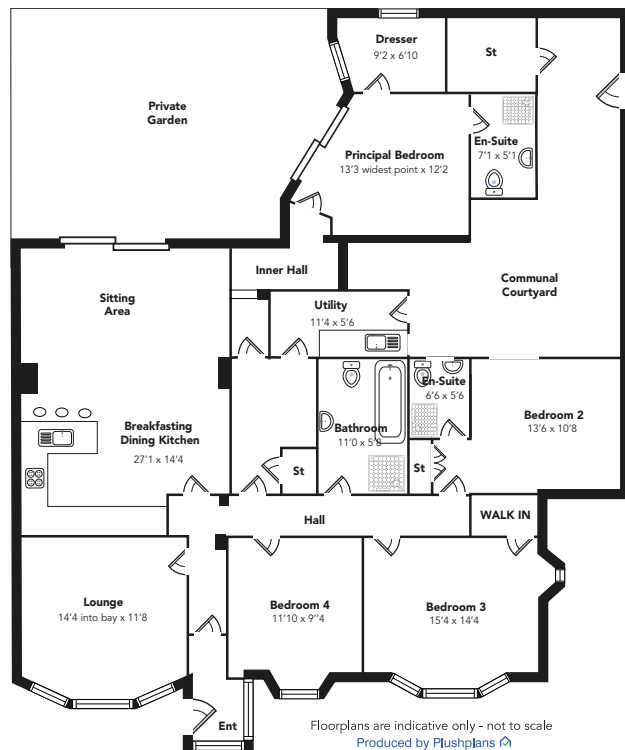 Dresser
9'2 x 6'10
St
Private
Garden
En-Suite
7'1 x 5'1
Principal Bedroom
13'3 widest point x 12'2
Inner Hall
Communal
Courtyard
Sitting
Area
Utility
11'4 x 5'6
En-Suite
6'6 x 5'6
Bedroom 2
13'6 x 10'8
Breakfasting
Dining Kitchen
27'1 x 14'4
Bathroom
11'0 x 5'8
St
St
Hall
WALK IN
Lounge
14'4 into bay x 11'8
Bedroom 4
11'10 x 9''4
Bedroom 3
15'4 x 14'4
Ent
Floorplans are indicative only - not to scale
Produced by Plushplans